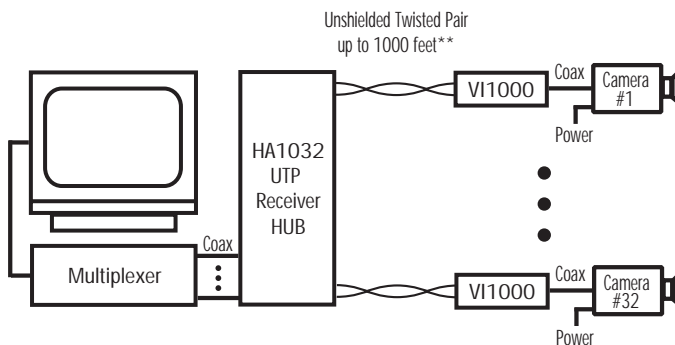 Unshielded Twisted Pair
up to 1000 feet**
VI1000
Coax
Camera
#1
Power
HA1032
UTP
Receiver
HUB
Coax
Multiplexer
VI1000
Coax
Camera
#32
Power